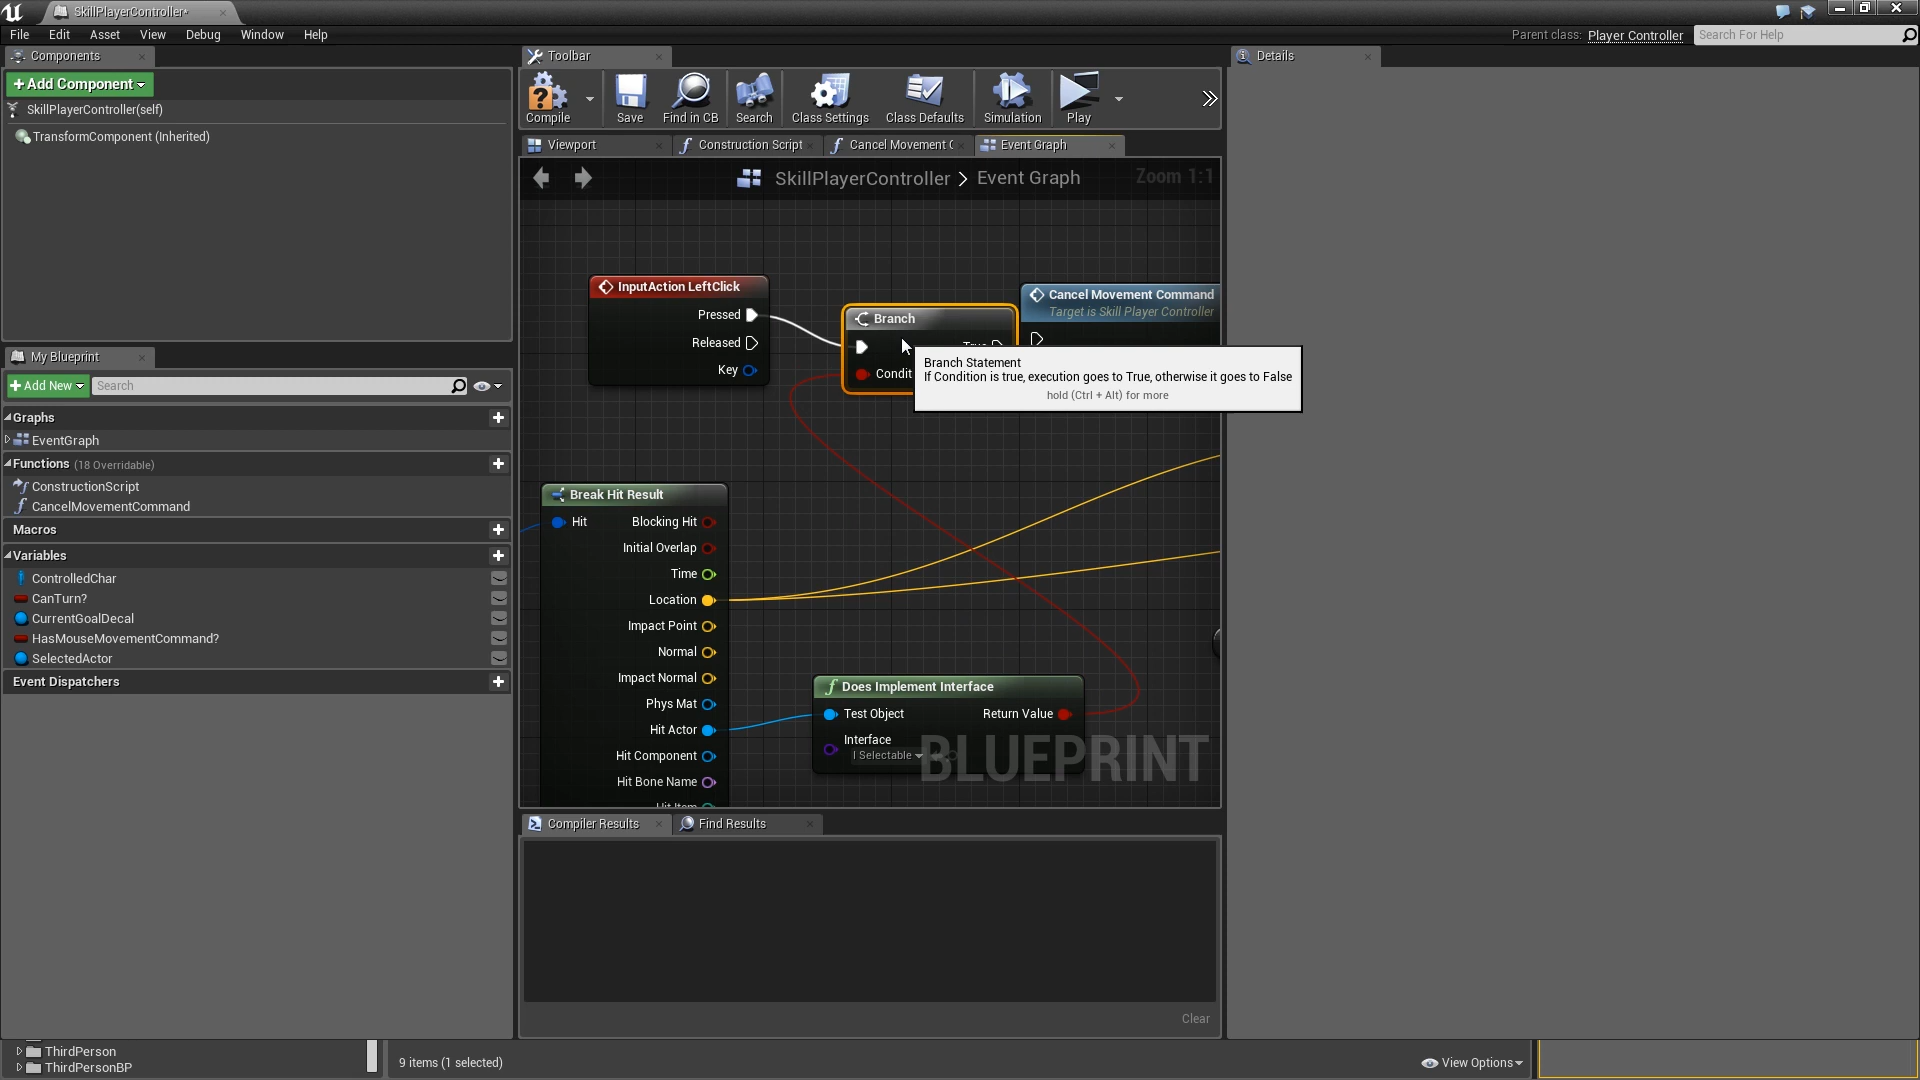 SkillPlayerController*
File Edit Asset View Debug Window Help
Parent class: Player Controller
Search For Help
Components
Toolbar
Details
+Add Component
SkillPlayerController(self)
TransformComponent (Inherited)
Compile
Save
Find in CB
Search
Class Settings
Class Defaults
Simulation
Play
Viewport
Construction Script
Cancel Movement C
Event Graph
SkillPlayerController > Event Graph
Zoom 1:1
My Blueprint
+Add New
Search
Graphs
EventGraph
Functions (18 Overridable)
ConstructionScript
CancelMovementCommand
Macros
Variables
ControlledChar
CanTurn?
CurrentGoalDecal
HasMouseMovementCommand?
SelectedActor
Event Dispatchers
InputAction LeftClick
Pressed
Released
Key
Branch
True
Condit
Cancel Movement Command
Target is Skill Player Controller
Branch Statement
If Condition is true, execution goes to True, otherwise it goes to False
hold (Ctrl + Alt) for more
Break Hit Result
Hit
Blocking Hit
Initial Overlap
Time
Location
Impact Point
Normal
Impact Normal
Phys Mat
Hit Actor
Hit Component
Hit Bone Name
Hit Item
Does Implement Interface
Test Object
Return Value
Interface
I Selectable
BLUEPRINT
Compiler Results
Find Results
Clear
ThirdPerson
ThirdPersonBP
9 items (1 selected)
View Options